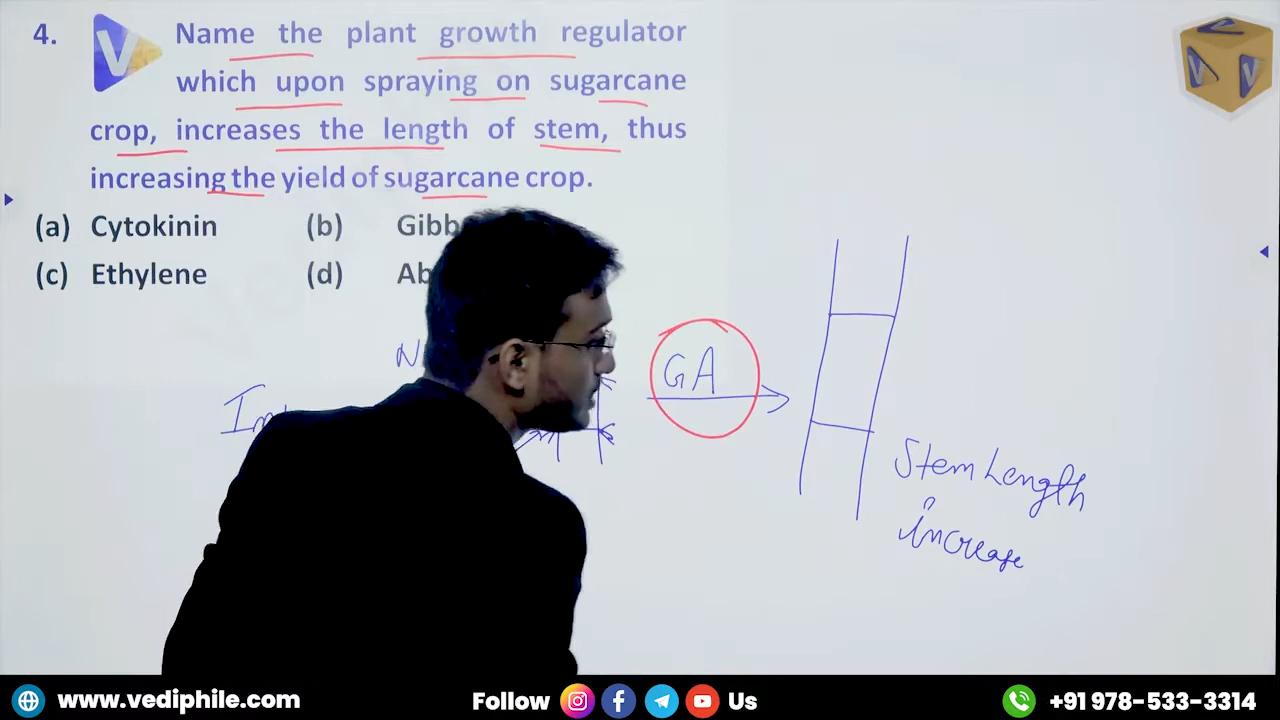 4. Name the plant growth regulator
which upon spraying on sugarcane
crop, increases the length of stem, thus
increasing the yield of sugarcane crop.
(a) Cytokinin (b) Gibb
(c) Ethylene (d) Ab
GA
Stem Length
increase
www.vediphile.com Follow Us +91 978-533-3314